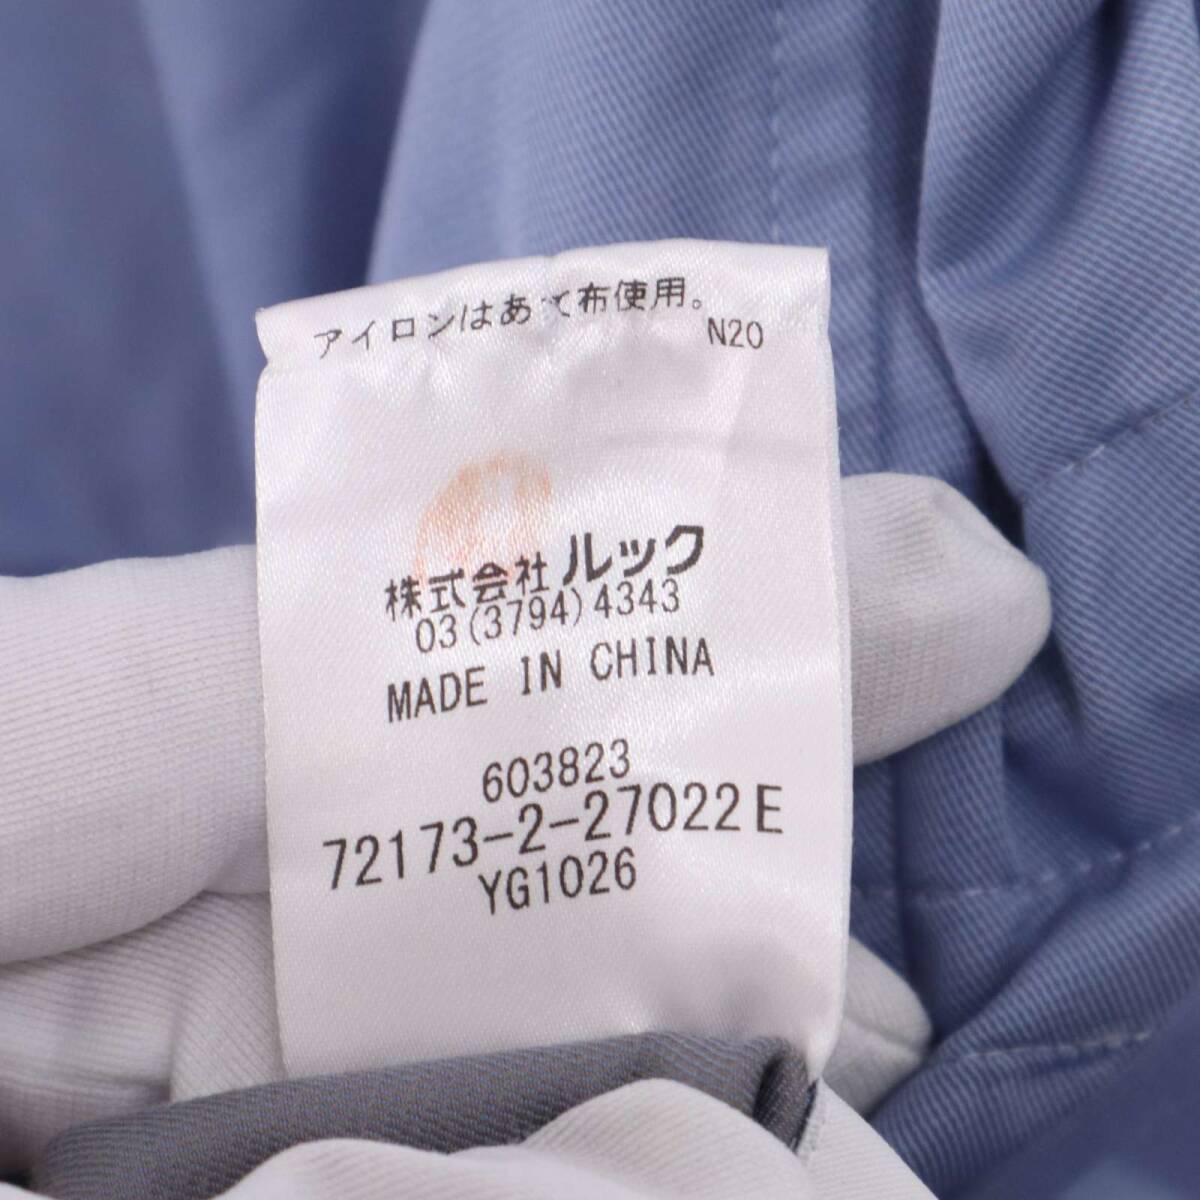 アイロンはあて布使用。
N20
株式会社 ルック
03(3794)4343
MADE IN CHINA
603823
72173-2-27022E
YG1026